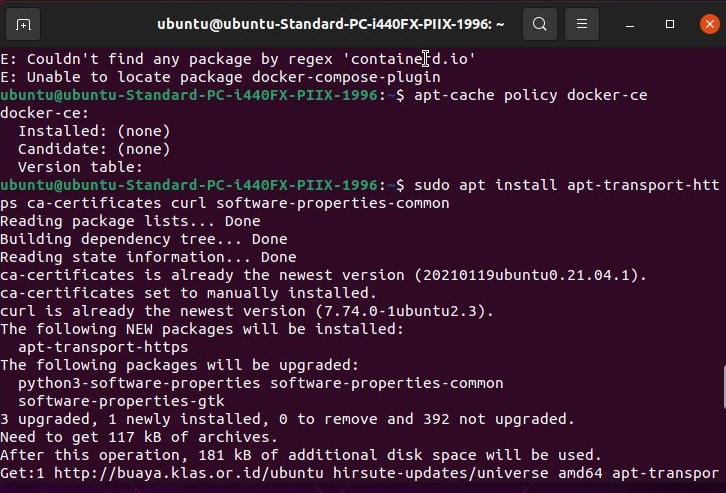 ubuntu@ubuntu-Standard-PC-i440FX-PIIX-1996: ~
E: Couldn't find any package by regex 'containerd.io'
E: Unable to locate package docker-compose-plugin
ubuntu@ubuntu-Standard-PC-i440FX-PIIX-1996:~$ apt-cache policy docker-ce
docker-ce:
  Installed: (none)
  Candidate: (none)
  Version table:
ubuntu@ubuntu-Standard-PC-i440FX-PIIX-1996:~$ sudo apt install apt-transport-htt
ps ca-certificates curl software-properties-common
Reading package lists... Done
Building dependency tree... Done
Reading state information... Done
ca-certificates is already the newest version (20210119ubuntu0.21.04.1).
ca-certificates set to manually installed.
curl is already the newest version (7.74.0-1ubuntu2.3).
The following NEW packages will be installed:
  apt-transport-https
The following packages will be upgraded:
  python3-software-properties software-properties-common
  software-properties-gtk
3 upgraded, 1 newly installed, 0 to remove and 392 not upgraded.
Need to get 117 kB of archives.
After this operation, 181 kB of additional disk space will be used.
Get:1 http://buaya.klas.or.id/ubuntu hirsute-updates/universe amd64 apt-transpor